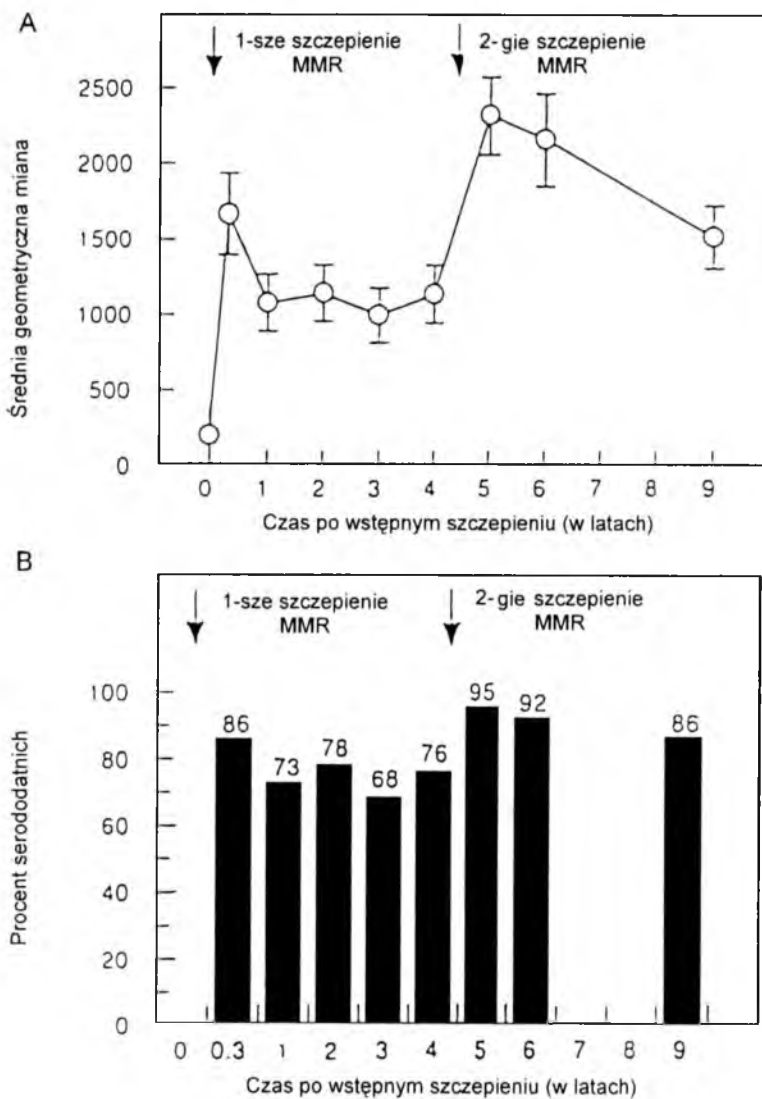 A
1-sze szczepienie
MMR
2-gie szczepienie
MMR
Średnia geometryczna miana
2500
2000
1500
1000
500
0
0 1 2 3 4 5 6 7 8 9
Czas po wstępnym szczepieniu (w latach)
B
1-sze szczepienie
MMR
2-gie szczepienie
MMR
Procent serododatnich
100
80
60
40
20
0
86 73 78 68 76 95 92 86
0 0.3 1 2 3 4 5 6 7 8 9
Czas po wstępnym szczepieniu (w latach)